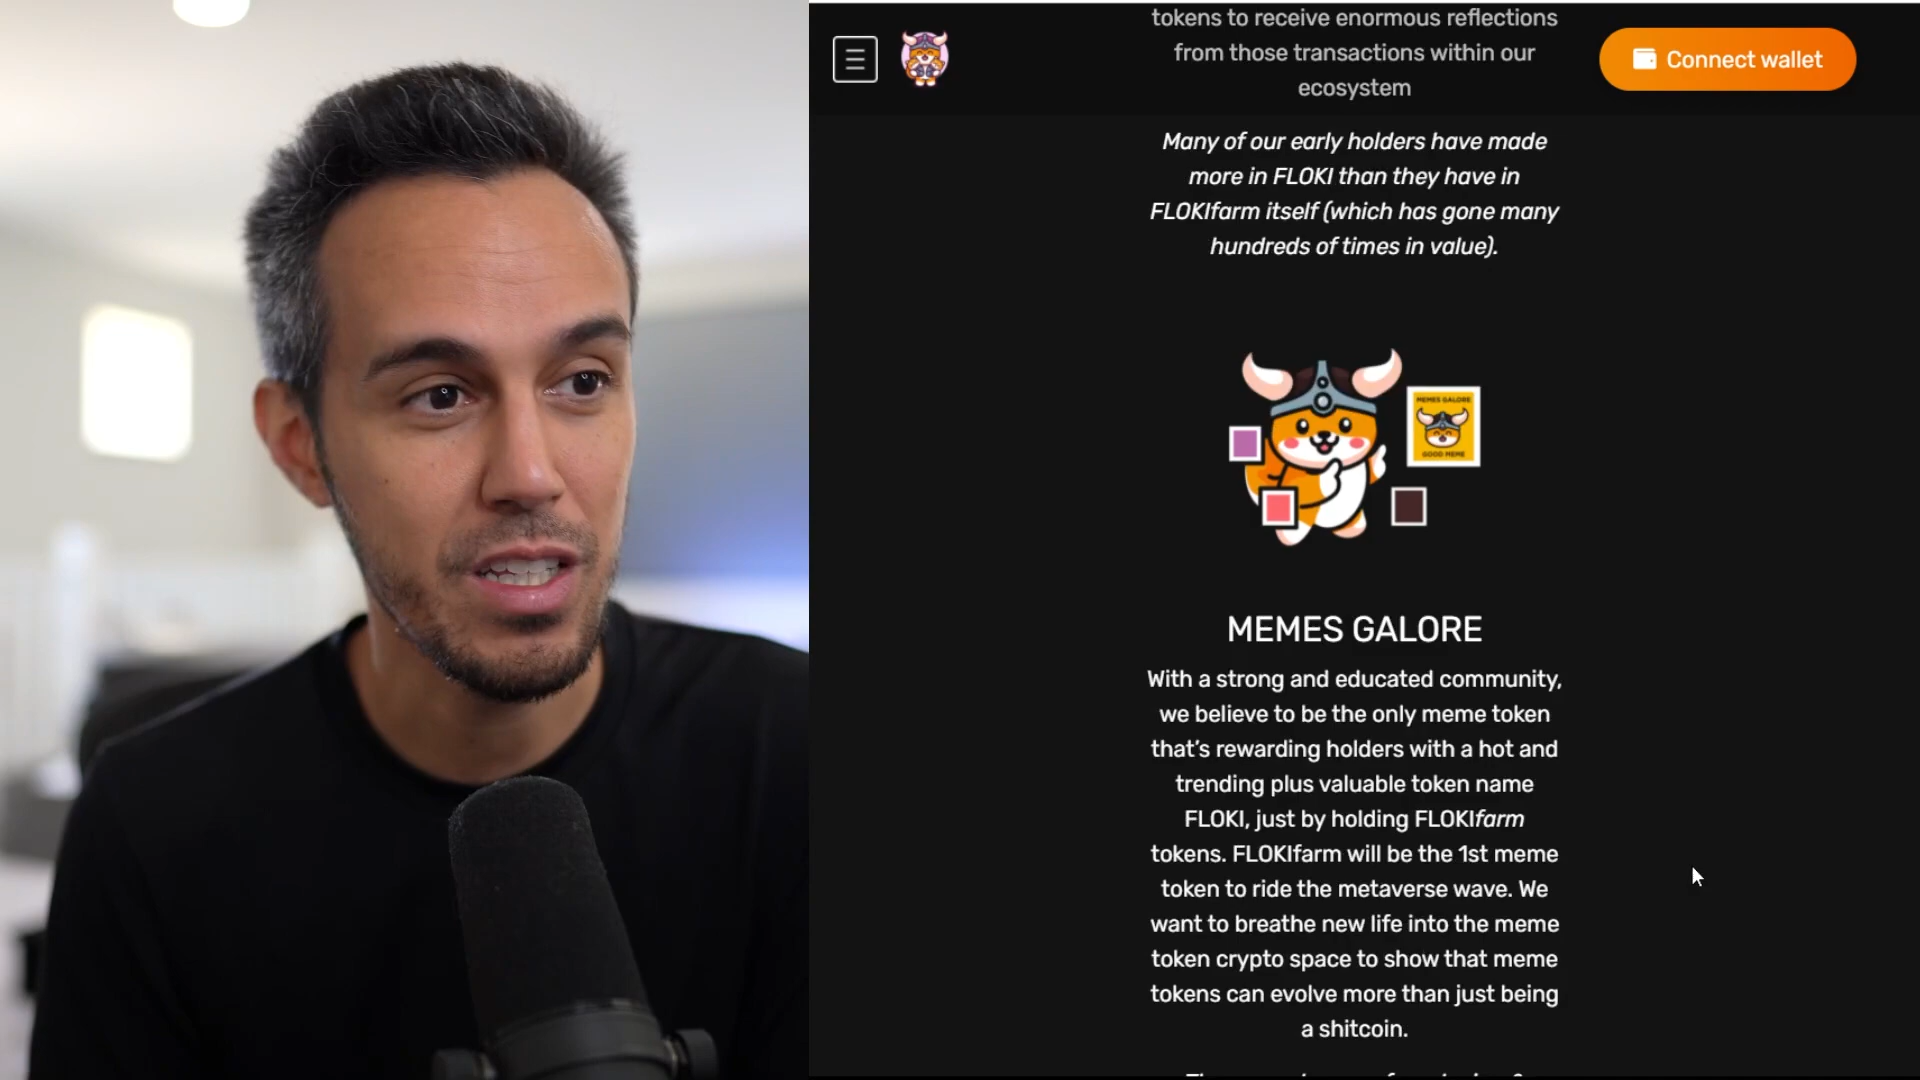 tokens to receive enormous reflections
from those transactions within our
ecosystem
Connect wallet
Many of our early holders have made
more in FLOKI than they have in
FLOKIfarm itself (which has gone many
hundreds of times in value).
MEMES GALORE
GOOD MEME
MEMES GALORE
With a strong and educated community,
we believe to be the only meme token
that's rewarding holders with a hot and
trending plus valuable token name
FLOKI, just by holding FLOKIfarm
tokens. FLOKIfarm will be the 1st meme
token to ride the metaverse wave. We
want to breathe new life into the meme
token crypto space to show that meme
tokens can evolve more than just being
a shitcoin.